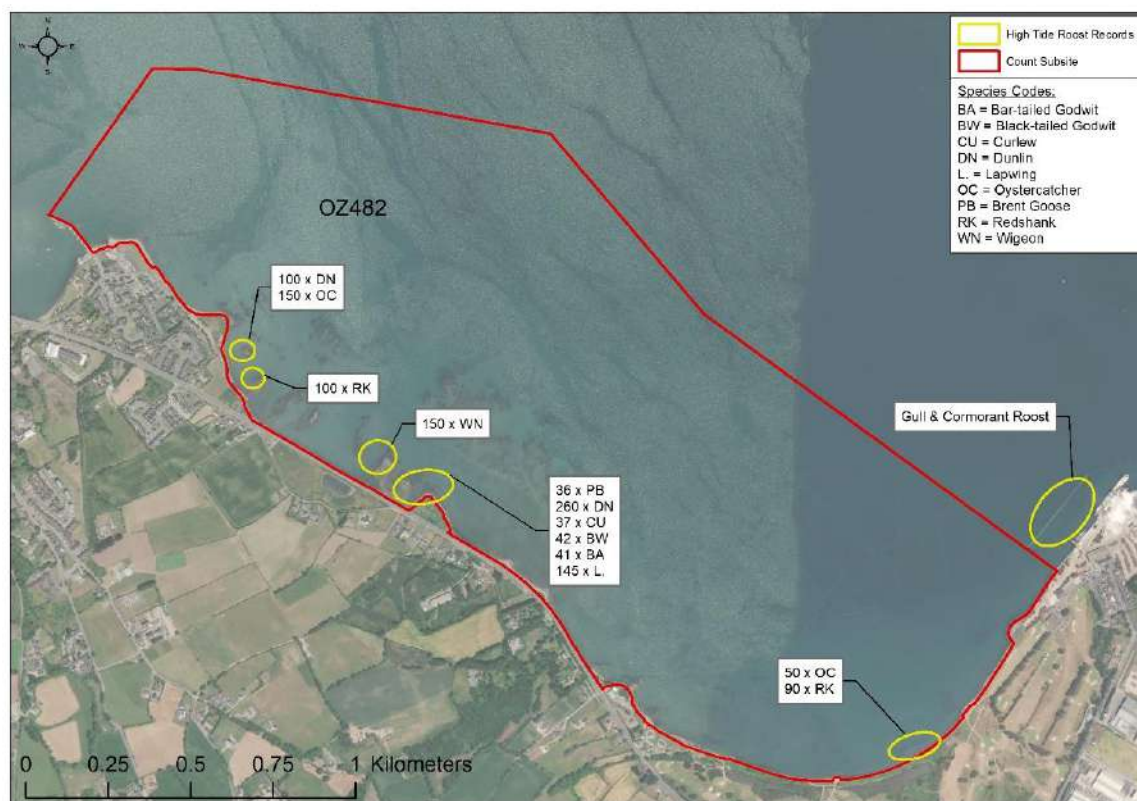 N
W E
S
High Tide Roost Records
Count Subsite
Species Codes:
BA = Bar-tailed Godwit
BW = Black-tailed Godwit
CU = Curlew
DN = Dunlin
L. = Lapwing
OC = Oystercatcher
PB = Brent Goose
RK = Redshank
WN = Wigeon
OZ482
100 x DN
150 x OC
100 x RK
150 x WN
Gull & Cormorant Roost
36 x PB
260 x DN
37 x CU
42 x BW
41 x BA
145 x L.
50 x OC
90 x RK
0 0.25 0.5 0.75 1 Kilometers